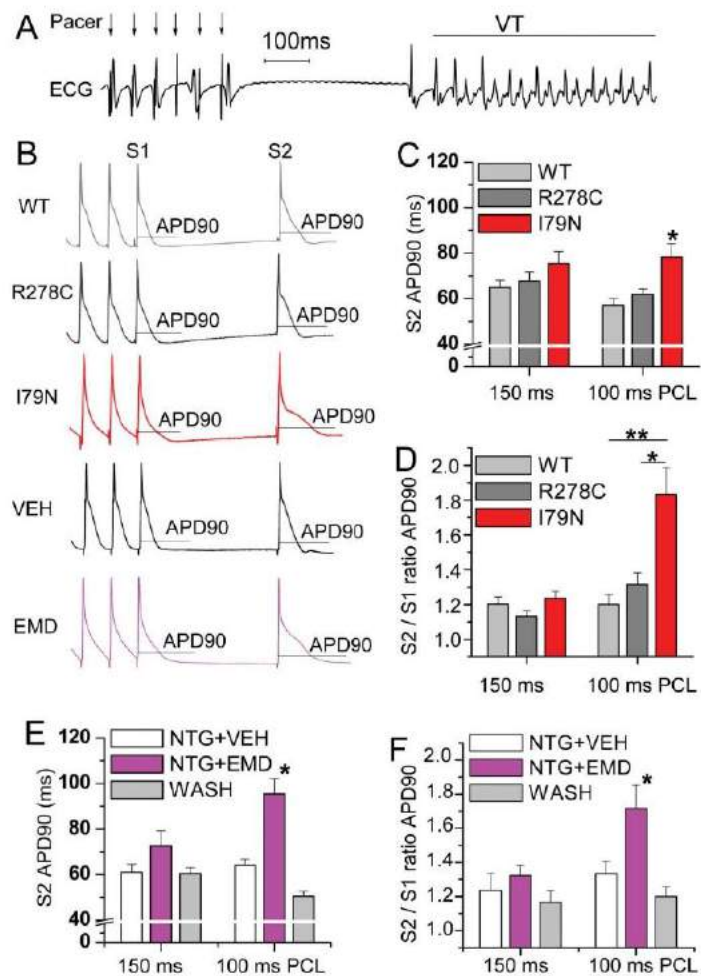 A
Pacer
VT
100ms
ECG
B
S1
S2
WT
APD90
APD90
R278C
APD90
APD90
I79N
APD90
APD90
VEH
APD90
APD90
EMD
APD90
APD90
C
120
100
80
60
40
0
S2 APD90 (ms)
WT
R278C
I79N
*
150 ms
100 ms PCL
D
2.0
1.8
1.6
1.4
1.2
1.0
S2 / S1 ratio APD90
WT
R278C
I79N
**
*
150 ms
100 ms PCL
E
120
100
80
60
40
0
S2 APD90 (ms)
NTG+VEH
NTG+EMD
WASH
*
150 ms
100 ms PCL
F
2.0
1.8
1.6
1.4
1.2
S2 / S1 ratio APD90
NTG+VEH
NTG+EMD
WASH
*
150 ms
100 ms PCL